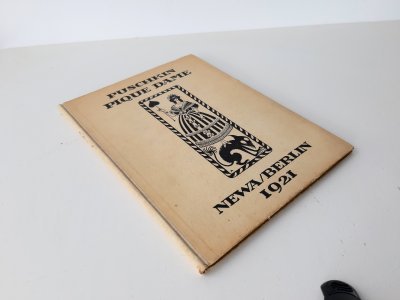 PUSCHKIN
PIQUE DAME
NEWA/BERLIN
1921